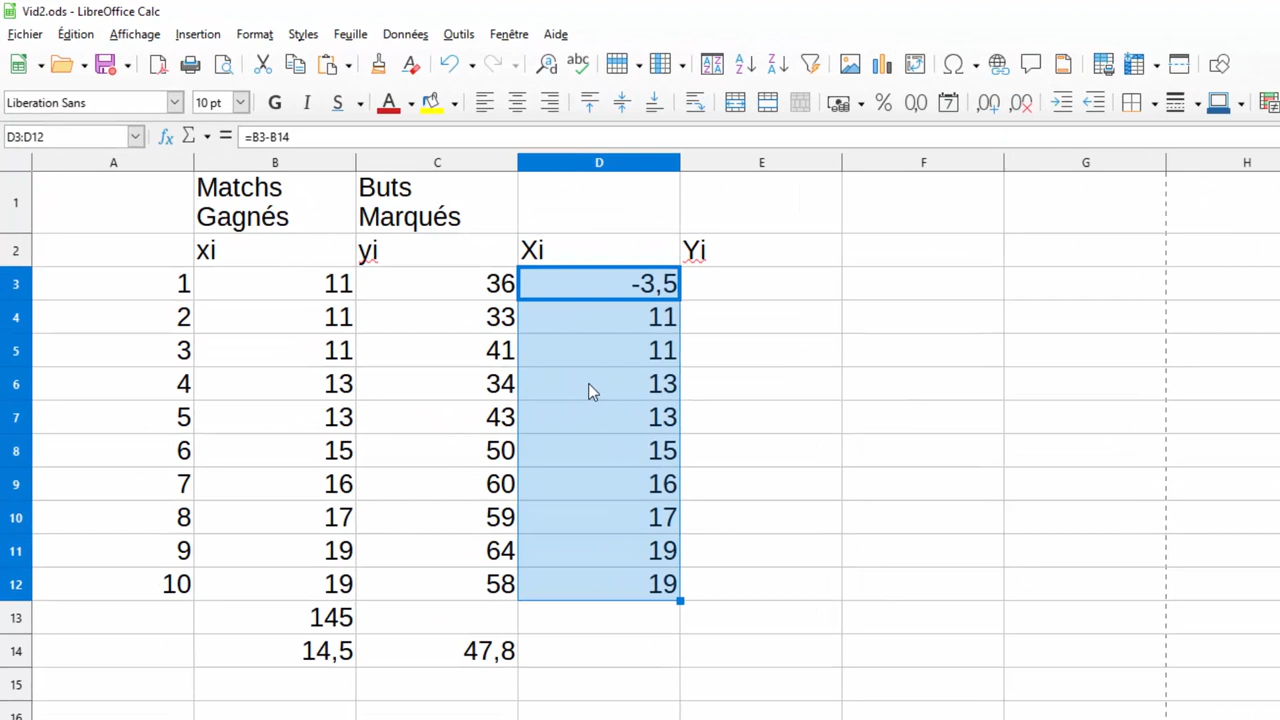 Vid2.ods - LibreOffice Calc
Fichier Édition Affichage Insertion Format Styles Feuille Données Outils Fenêtre Aide
Liberation Sans 10 pt G I S A
D3:D12 fx Σ = =B3-B14
A B C D E F G H
1 Matchs Gagnés Buts Marqués
2 xi yi Xi Yi
3 1 11 36 -3,5
4 2 11 33 11
5 3 11 41 11
6 4 13 34 13
7 5 13 43 13
8 6 15 50 15
9 7 16 60 16
10 8 17 59 17
11 9 19 64 19
12 10 19 58 19
13 145
14 14,5 47,8
15
16